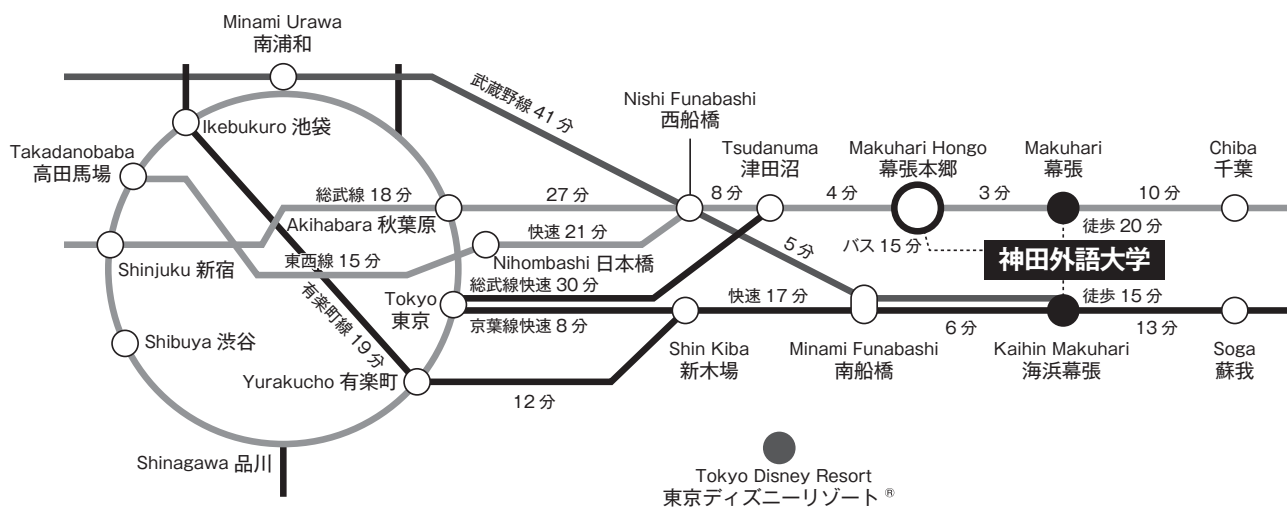 Minami Urawa
南浦和
武蔵野線 41 分
Nishi Funabashi
西船橋
Ikebukuro 池袋
Takadanobaba
高田馬場
Tsudanuma
津田沼
Makuhari Hongo
幕張本郷
Makuhari
幕張
Chiba
千葉
総武線 18 分
27 分
8 分
4 分
3 分
10 分
Akihabara 秋葉原
快速 21 分
バス 15 分
徒歩 20 分
神田外語大学
Shinjuku 新宿
東西線 15 分
Nihombashi 日本橋
5 分
有楽町線 19 分
Tokyo
東京
総武線快速 30 分
京葉線快速 8 分
快速 17 分
徒歩 15 分
6 分
13 分
Shibuya 渋谷
Shin Kiba
新木場
Minami Funabashi
南船橋
Kaihin Makuhari
海浜幕張
Soga
蘇我
Yurakucho 有楽町
12 分
Shinagawa 品川
Tokyo Disney Resort
東京ディズニーリゾート ®